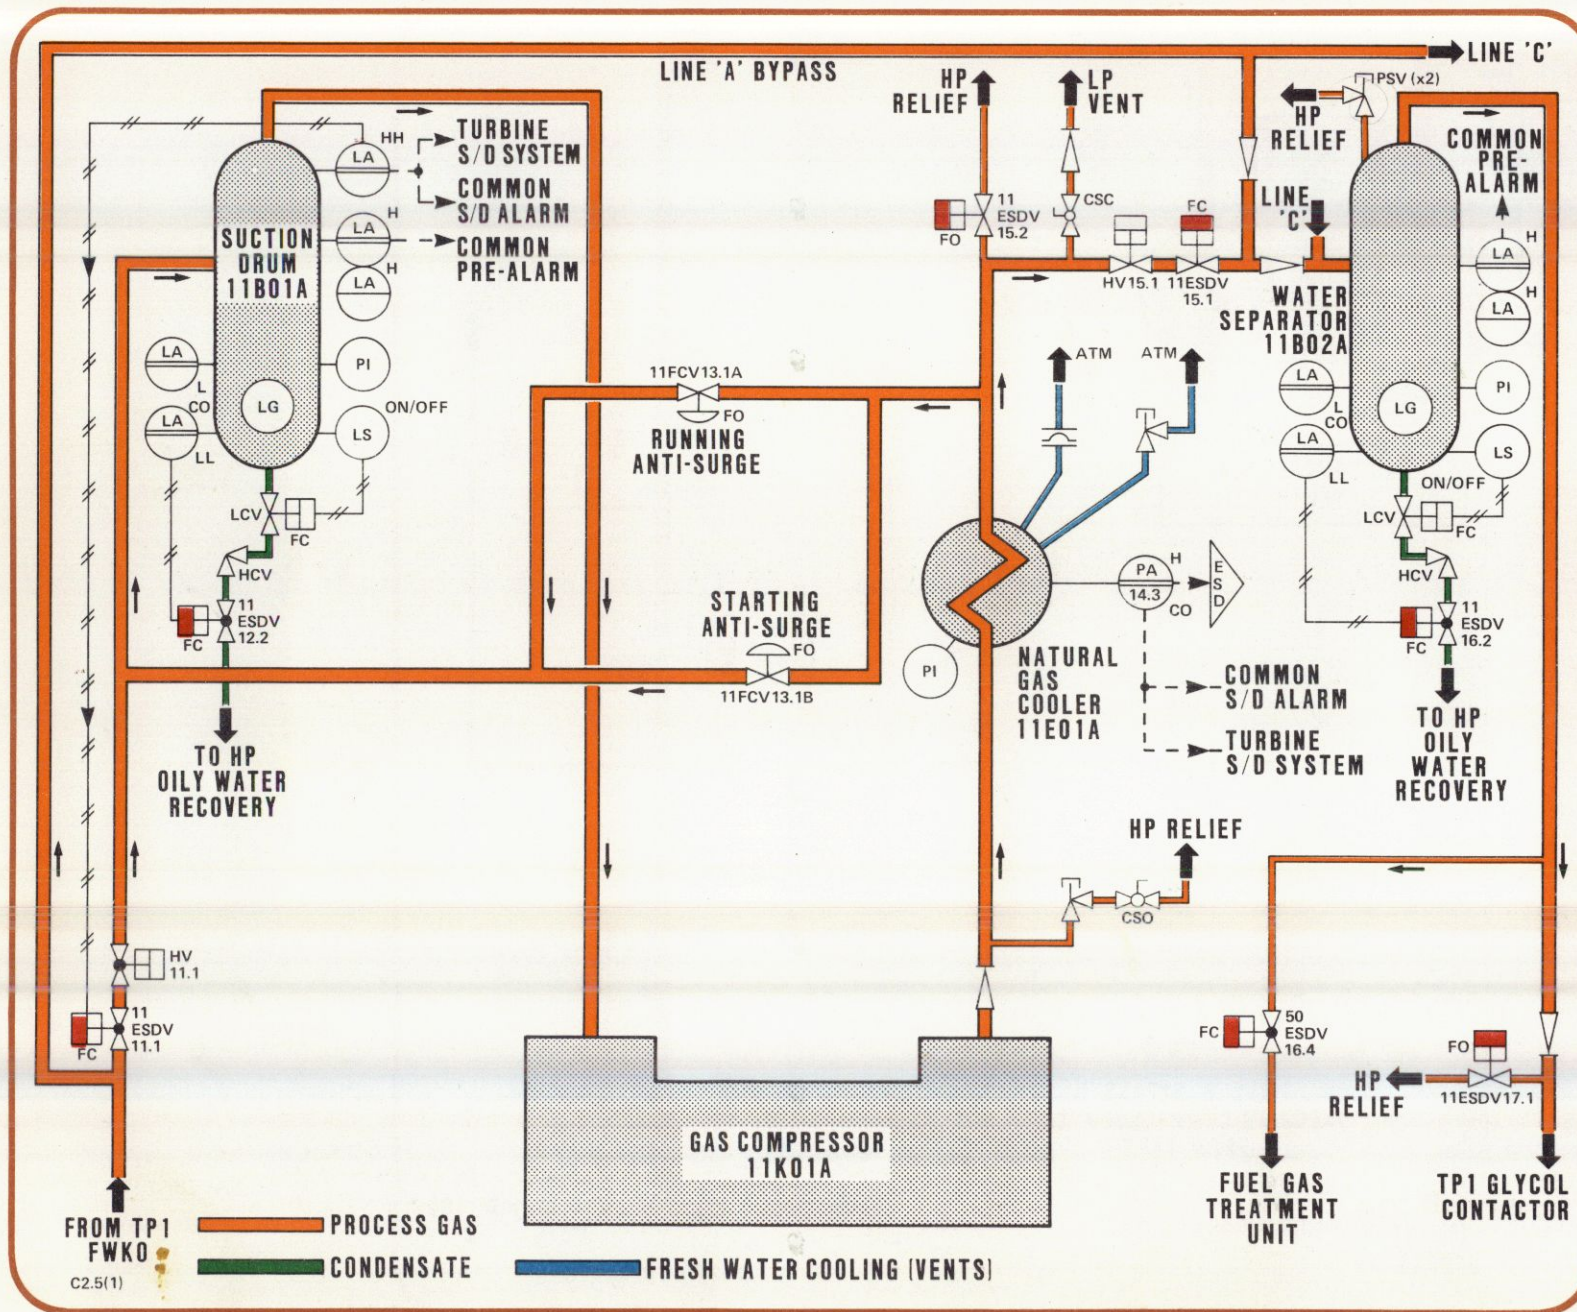 LINE 'A' BYPASS
LINE 'C'
HP
RELIEF
LP
VENT
PSV (x2)
HP
RELIEF
COMMON
PRE-
ALARM
LINE
'C'
HH
LA
TURBINE
S/D SYSTEM
COMMON
S/D ALARM
H
LA
COMMON
PRE-ALARM
H
LA
SUCTION
DRUM
11B01A
LA
L
CO
LA
LL
PI
LG
ON/OFF
LS
LCV
FC
HCV
11
ESDV
12.2
FC
TO HP
OILY WATER
RECOVERY
11
ESDV
15.2
FO
CSC
FC
HV15.1
11ESDV
15.1
WATER
SEPARATOR
11B02A
H
LA
H
LA
LA
L
CO
LA
LL
PI
LG
LS
ON/OFF
LCV
FC
HCV
11
ESDV
16.2
FC
TO HP
OILY
WATER
RECOVERY
11FCV13.1A
FO
RUNNING
ANTI-SURGE
STARTING
ANTI-SURGE
FO
11FCV13.1B
ATM
ATM
PA
14.3
H
CO
ESD
PI
NATURAL
GAS
COOLER
11E01A
COMMON
S/D ALARM
TURBINE
S/D SYSTEM
HP RELIEF
CSO
HV
11.1
11
ESDV
11.1
FC
50
ESDV
16.4
FC
FO
11ESDV17.1
HP
RELIEF
GAS COMPRESSOR
11K01A
FUEL GAS
TREATMENT
UNIT
TP1 GLYCOL
CONTACTOR
FROM TP1
FWKO
C2.5(1)
PROCESS GAS
CONDENSATE
FRESH WATER COOLING (VENTS)